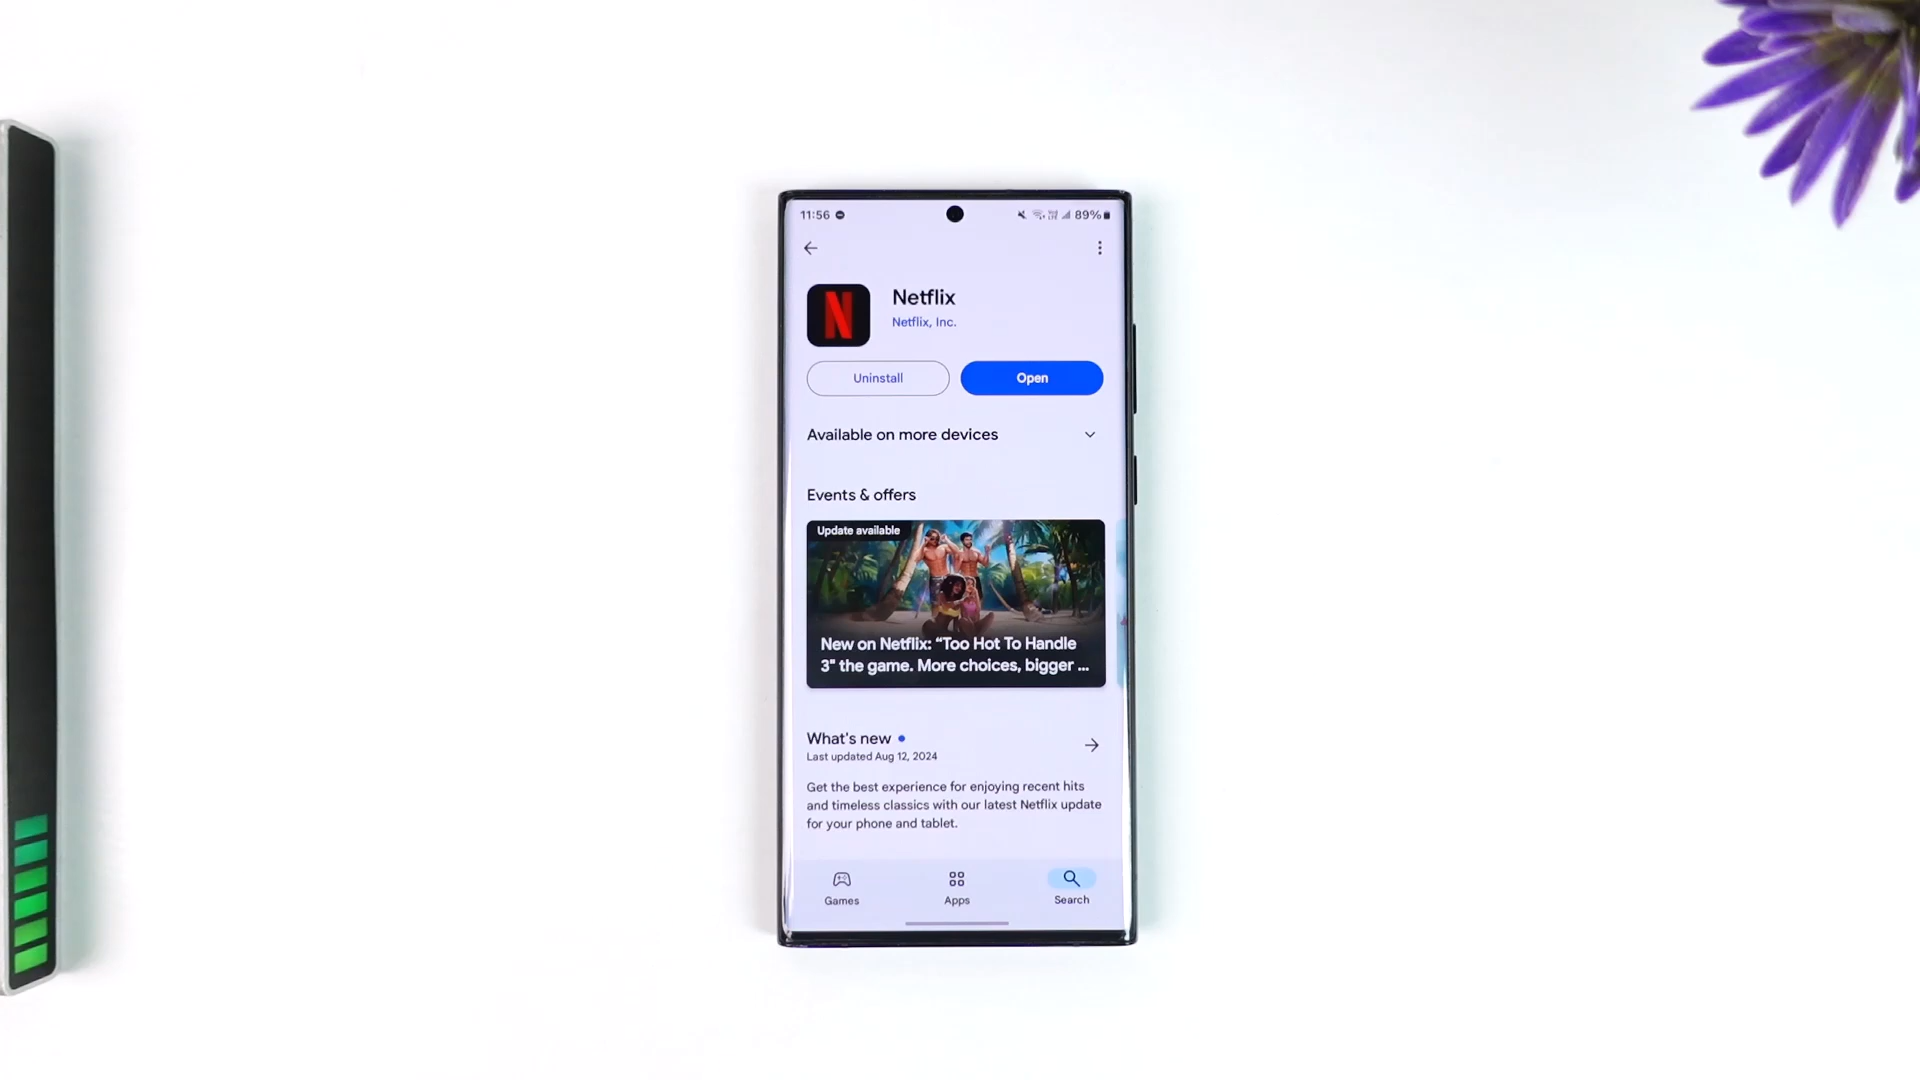 11:56
89%
Netflix
Netflix, Inc.
Uninstall
Open
Available on more devices
Events & offers
Update available
New on Netflix: “Too Hot To Handle
3" the game. More choices, bigger ...
What's new
Last updated Aug 12, 2024
Get the best experience for enjoying recent hits
and timeless classics with our latest Netflix update
for your phone and tablet.
Games
Apps
Search